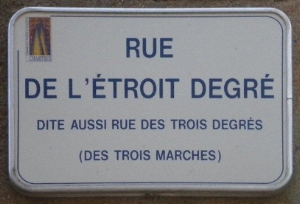 RUE
DE L'ÉTROIT DEGRÉ
DITE AUSSI RUE DES TROIS DEGRÉS
(DES TROIS MARCHES)